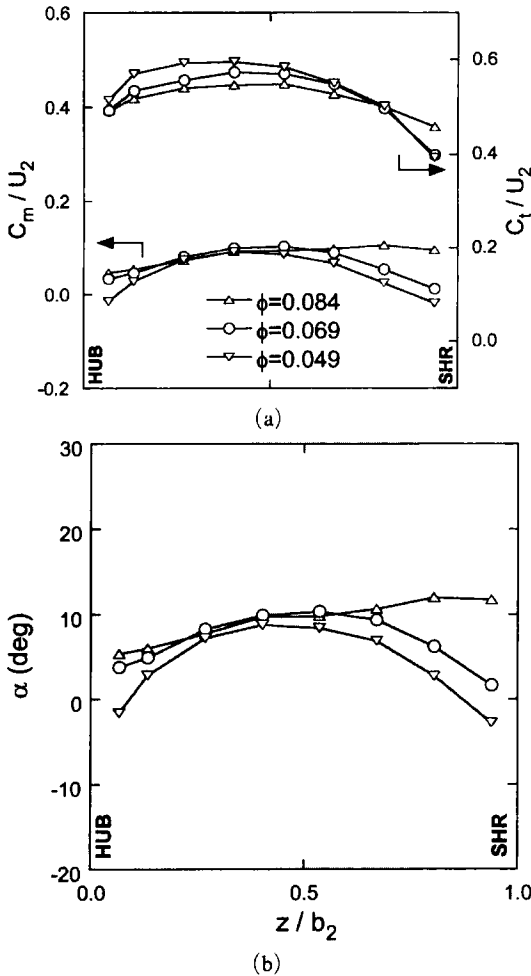 0.6
0.4
0.2
0.0
-0.2
C_m / U_2
0.6
0.4
0.2
0.0
C_t / U_2
ϕ=0.084
ϕ=0.069
ϕ=0.049
HUB
SHR
(a)
30
20
10
0
-10
-20
α (deg)
HUB
SHR
0.0
0.5
1.0
z / b_2
(b)